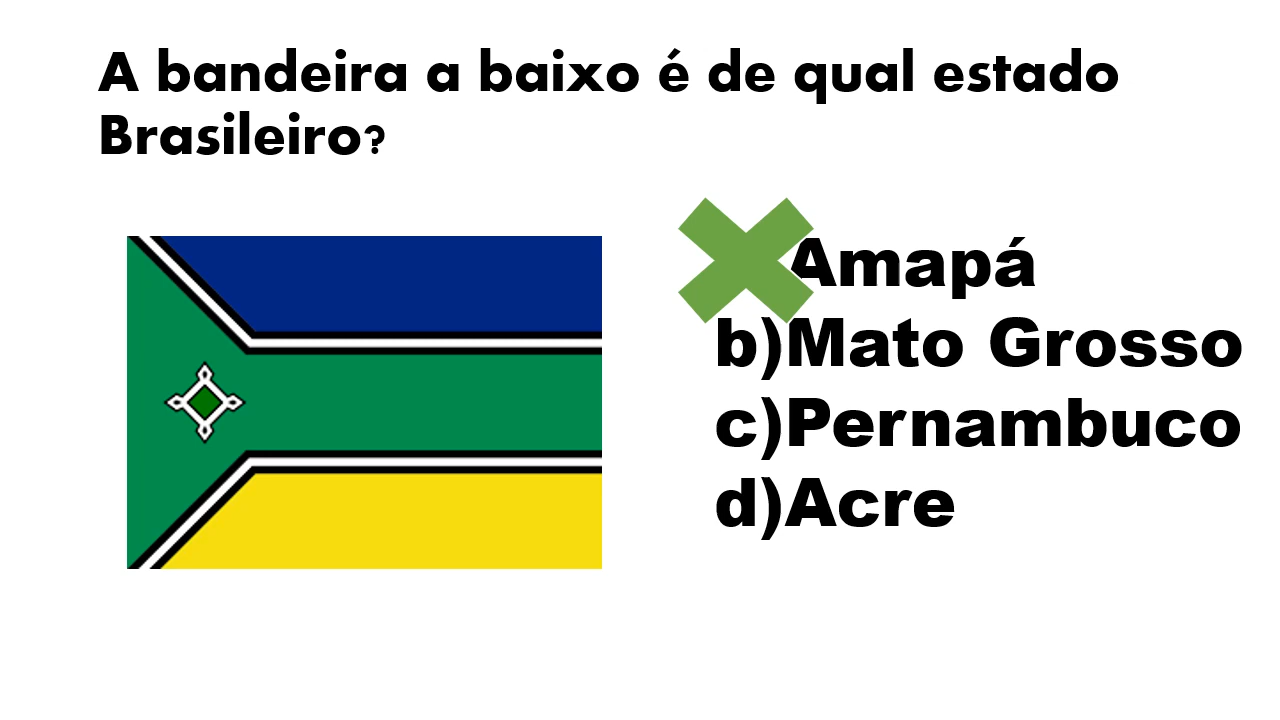 A bandeira a baixo é de qual estado
Brasileiro?
Amapá
b)Mato Grosso
c)Pernambuco
d)Acre